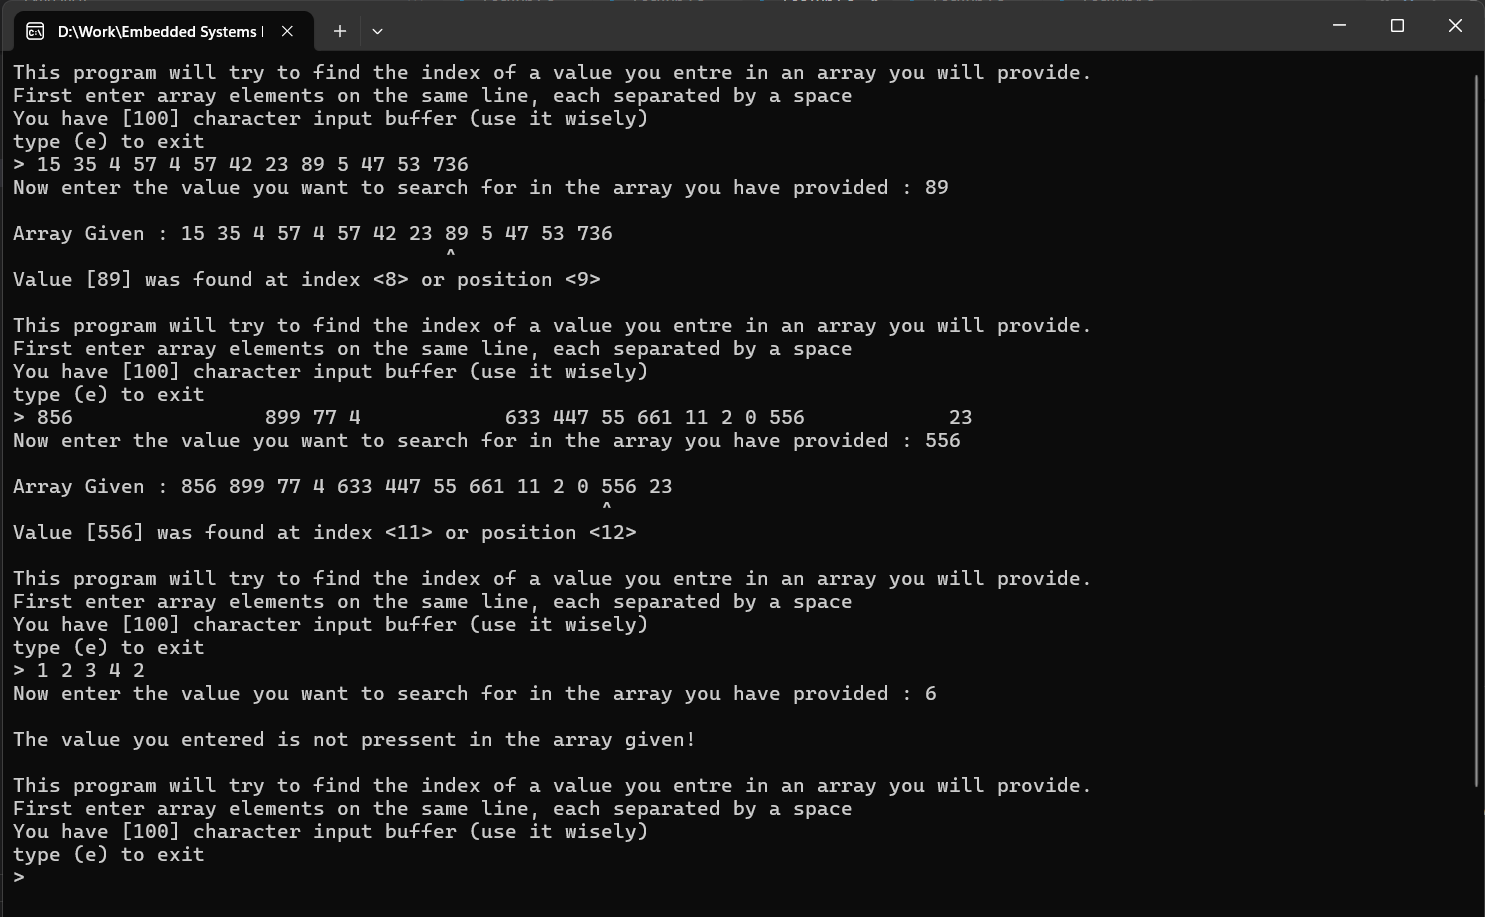 D:\Work\Embedded Systems
This program will try to find the index of a value you entre in an array you will provide.
First enter array elements on the same line, each separated by a space
You have [100] character input buffer (use it wisely)
type (e) to exit
> 15 35 4 57 4 57 42 23 89 5 47 53 736
Now enter the value you want to search for in the array you have provided : 89
Array Given : 15 35 4 57 4 57 42 23 89 5 47 53 736
^
Value [89] was found at index <8> or position <9>
This program will try to find the index of a value you entre in an array you will provide.
First enter array elements on the same line, each separated by a space
You have [100] character input buffer (use it wisely)
type (e) to exit
> 856                899 77 4            633 447 55 661 11 2 0 556            23
Now enter the value you want to search for in the array you have provided : 556
Array Given : 856 899 77 4 633 447 55 661 11 2 0 556 23
^
Value [556] was found at index <11> or position <12>
This program will try to find the index of a value you entre in an array you will provide.
First enter array elements on the same line, each separated by a space
You have [100] character input buffer (use it wisely)
type (e) to exit
> 1 2 3 4 2
Now enter the value you want to search for in the array you have provided : 6
The value you entered is not pressent in the array given!
This program will try to find the index of a value you entre in an array you will provide.
First enter array elements on the same line, each separated by a space
You have [100] character input buffer (use it wisely)
type (e) to exit
>